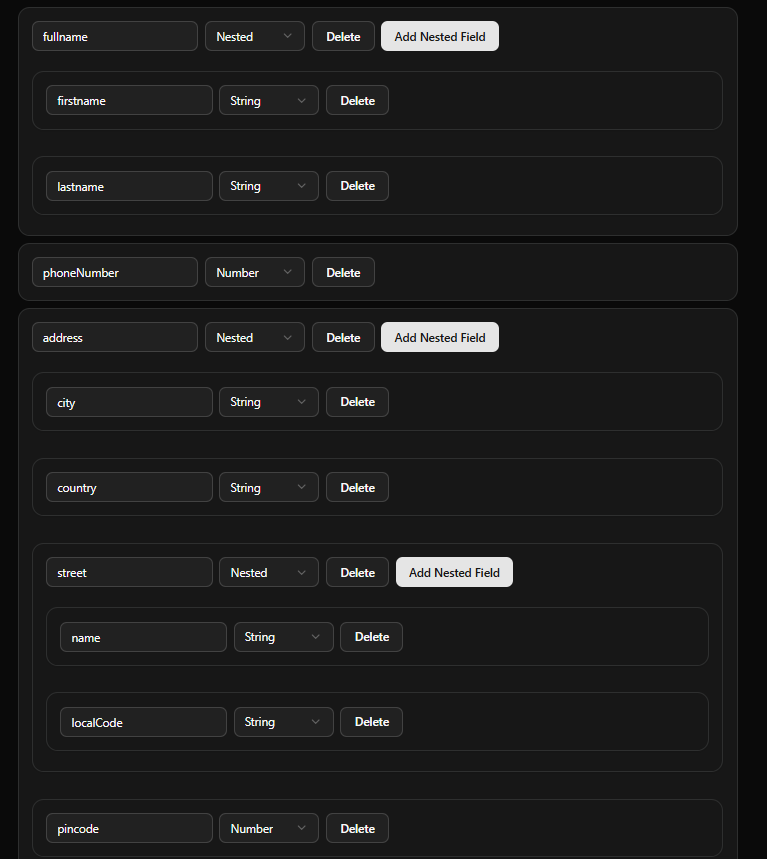 fullname Nested Delete Add Nested Field
firstname String Delete
lastname String Delete
phoneNumber Number Delete
address Nested Delete Add Nested Field
city String Delete
country String Delete
street Nested Delete Add Nested Field
name String Delete
localCode String Delete
pincode Number Delete